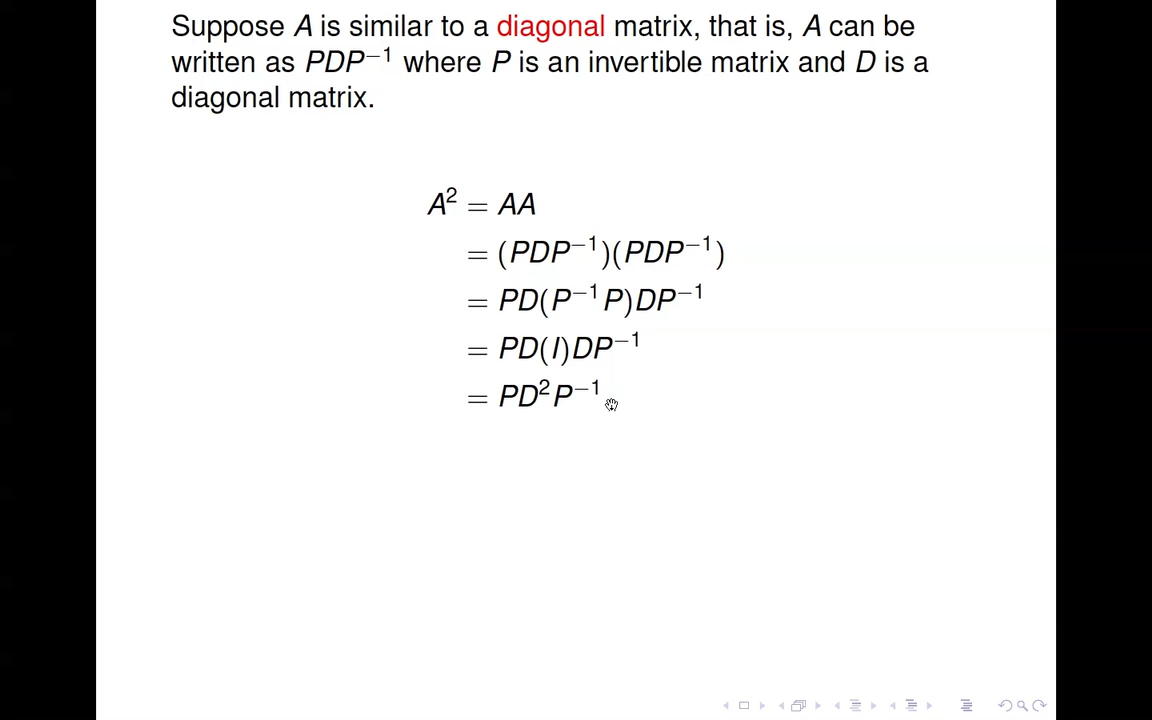 Suppose A is similar to a diagonal matrix, that is, A can be
written as PDP⁻¹ where P is an invertible matrix and D is a
diagonal matrix.
A² = AA
= (PDP⁻¹)(PDP⁻¹)
= PD(P⁻¹P)DP⁻¹
= PD(I)DP⁻¹
= PD²P⁻¹